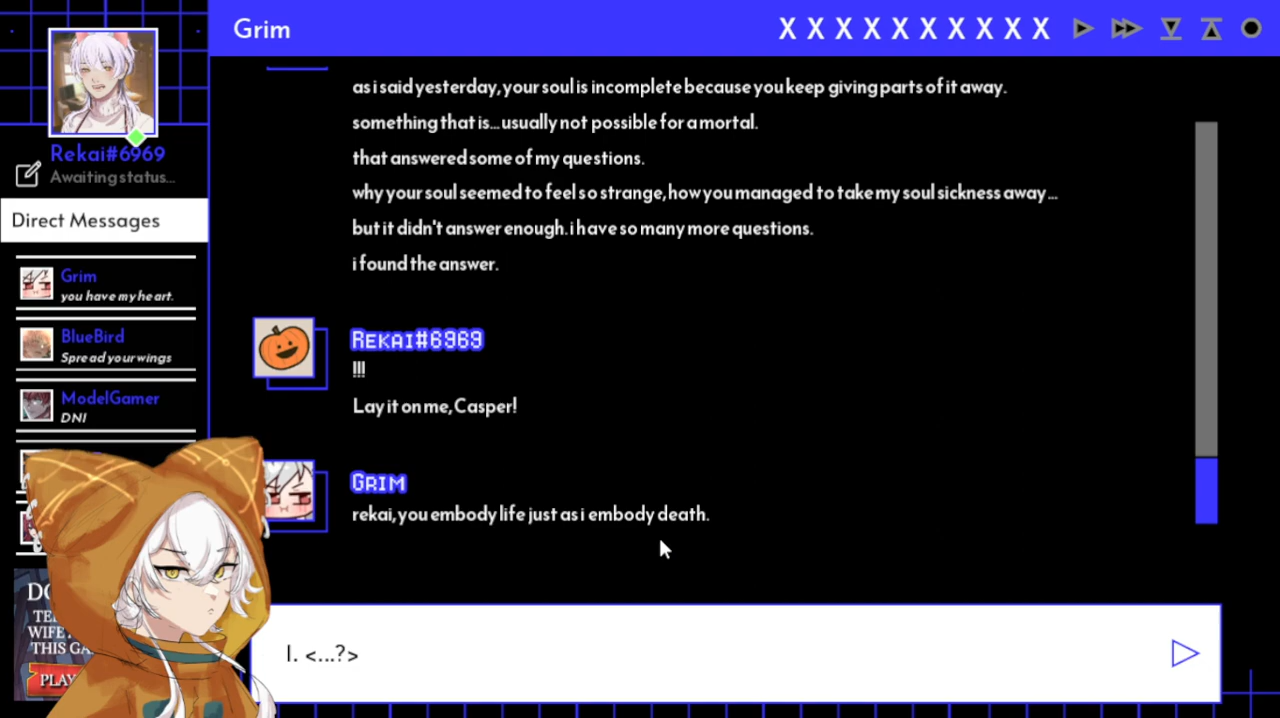 Grim
X X X X X X X X X X
Rekai#6969
Awaiting status...
Direct Messages
Grim
you have my heart.
BlueBird
Spread your wings
ModelGamer
DNI
as i said yesterday, your soul is incomplete because you keep giving parts of it away.
something that is... usually not possible for a mortal.
that answered some of my questions.
why your soul seemed to feel so strange, how you managed to take my soul sickness away...
but it didn't answer enough. i have so many more questions.
i found the answer.
Rekai#6969
!!!
Lay it on me, Casper!
Grim
rekai, you embody life just as i embody death.
WIFE
THIS
PLAY
1. <...?>